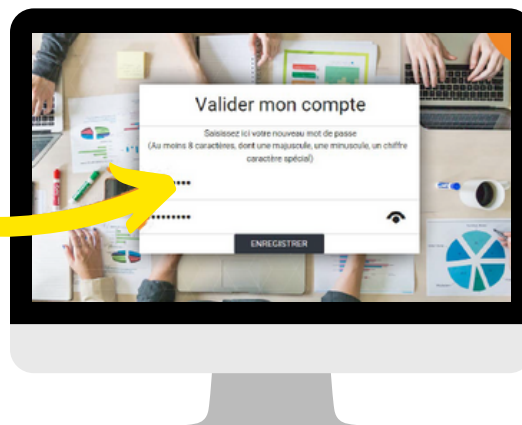 Valider mon compte
Saisissez ici votre nouveau mot de passe
(Au moins 8 caractères, dont une majuscule, une minuscule, un chiffre
caractère spécial)
ENREGISTRER